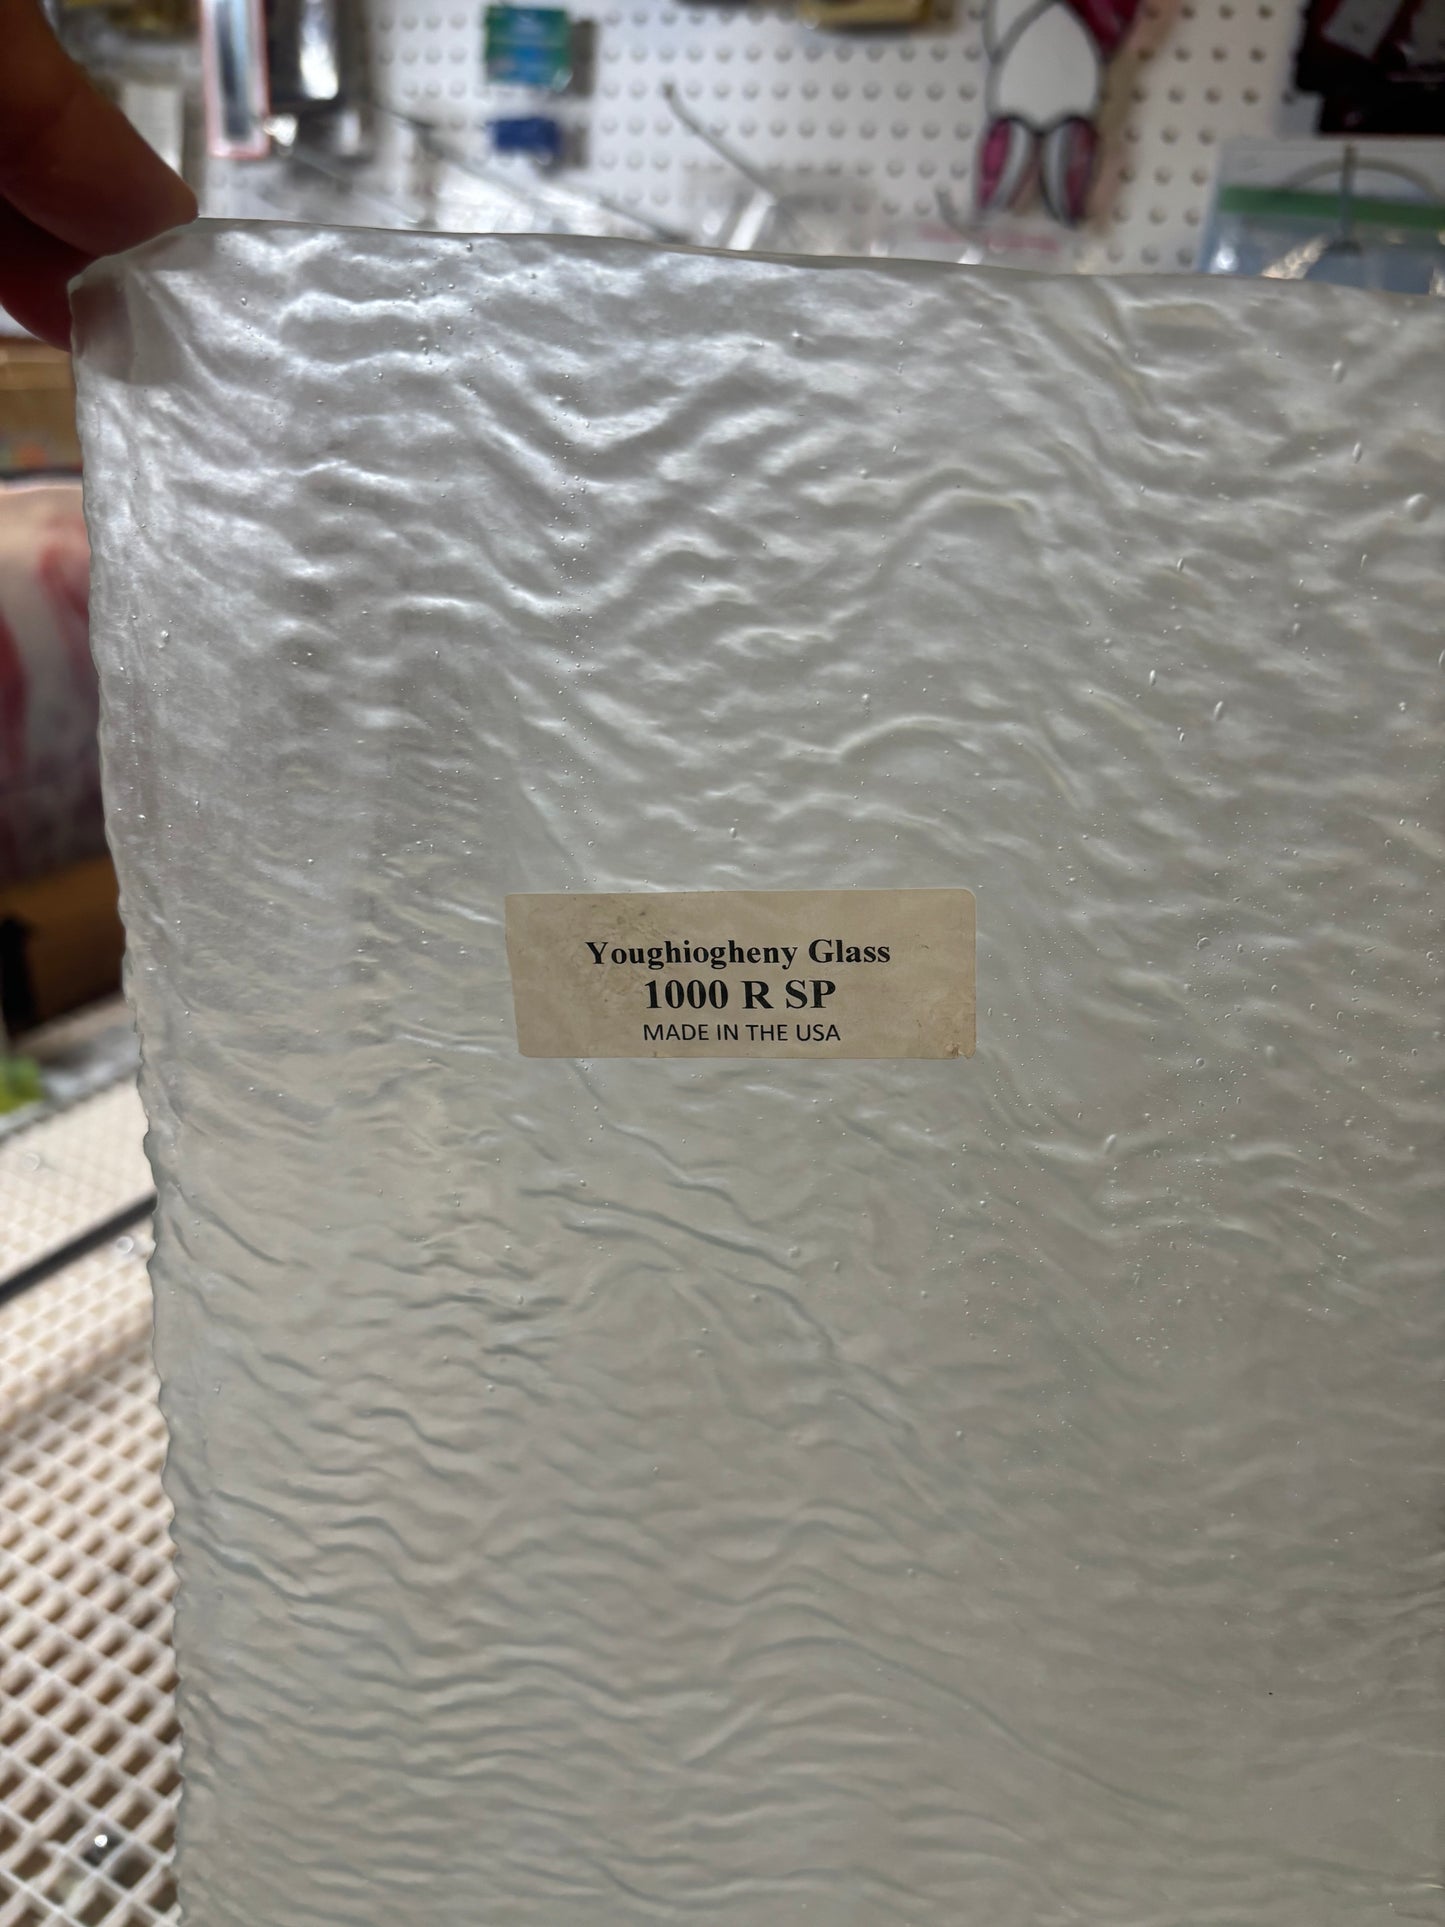 Youghiogheny Glass
1000 R SP
MADE IN THE USA